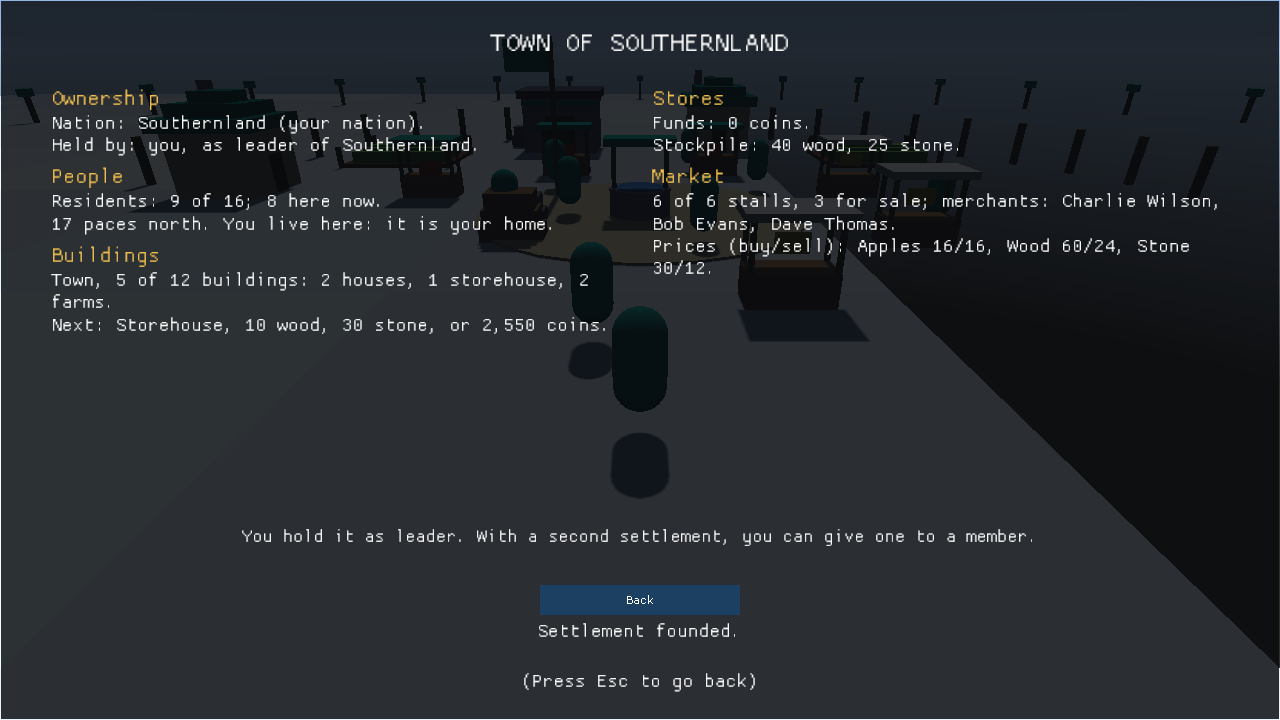 TOWN OF SOUTHERNLAND
Ownership
Nation: Southernland (your nation).
Held by: you, as leader of Southernland.
People
Residents: 9 of 16; 8 here now.
17 paces north. You live here: it is your home.
Buildings
Town, 5 of 12 buildings: 2 houses, 1 storehouse, 2
farms.
Next: Storehouse, 10 wood, 30 stone, or 2,550 coins.
Stores
Funds: 0 coins.
Stockpile: 40 wood, 25 stone.
Market
6 of 6 stalls, 3 for sale; merchants: Charlie Wilson,
Bob Evans, Dave Thomas.
Prices (buy/sell): Apples 16/16, Wood 60/24, Stone
30/12.
You hold it as leader. With a second settlement, you can give one to a member.
Back
Settlement founded.
(Press Esc to go back)